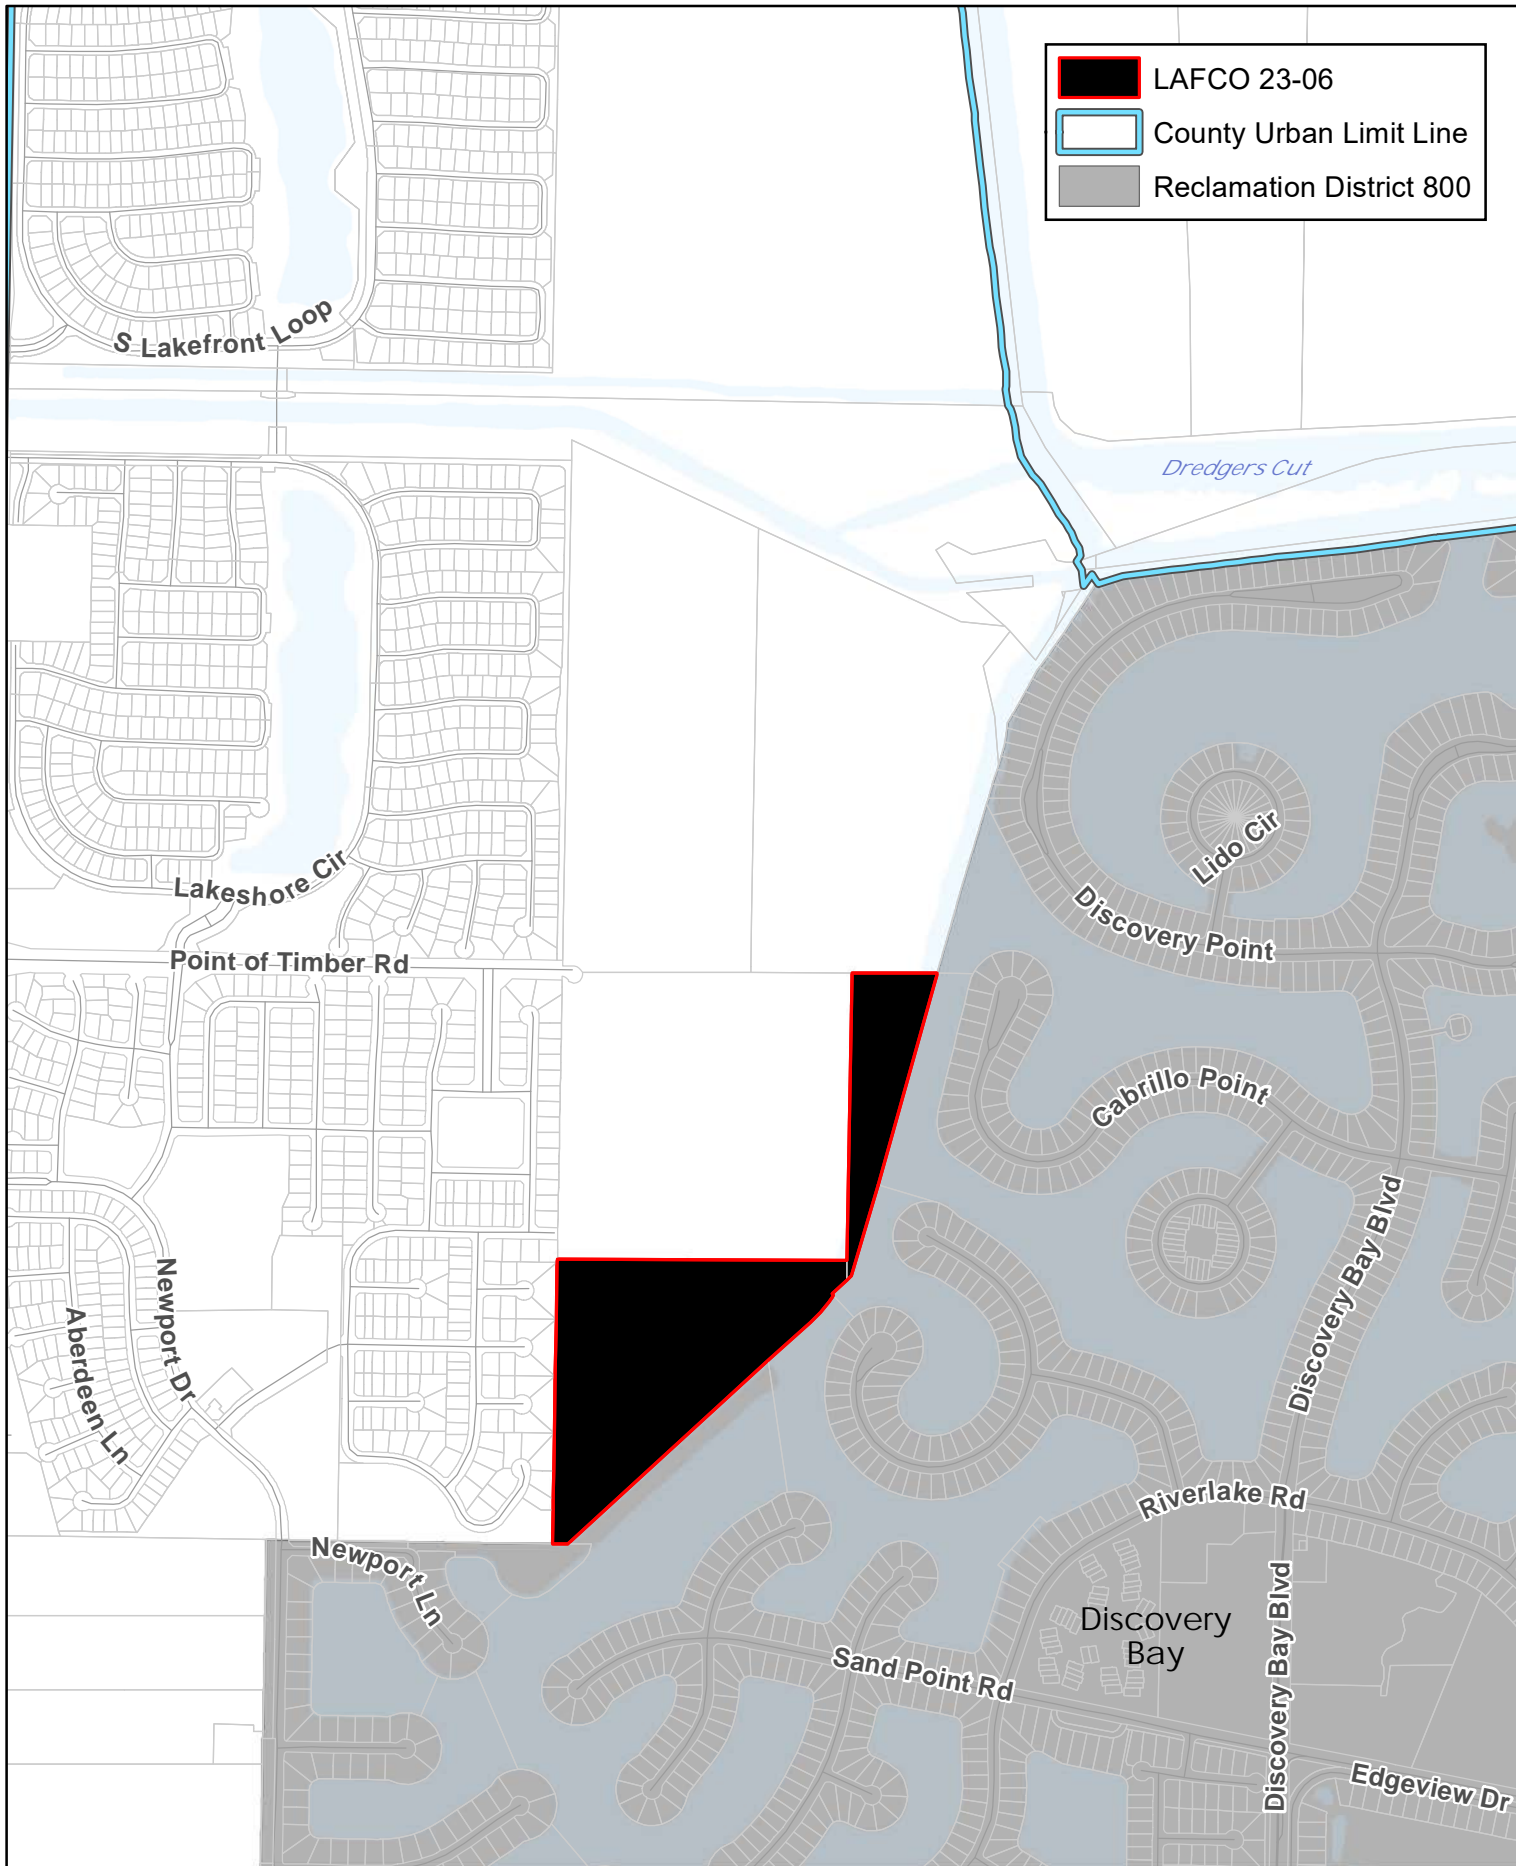 LAFCO 23-06
County Urban Limit Line
Reclamation District 800
S Lakefront Loop
Dredgers Cut
Lido Cir
Lakeshore Cir
Discovery Point
Point of Timber Rd
Cabrillo Point
Discovery Bay Blvd
Newport Dr
Aberdeen Ln
Riverlake Rd
Newport Ln
Discovery
Bay
Sand Point Rd
Discovery Bay Blvd
Edgeview Dr